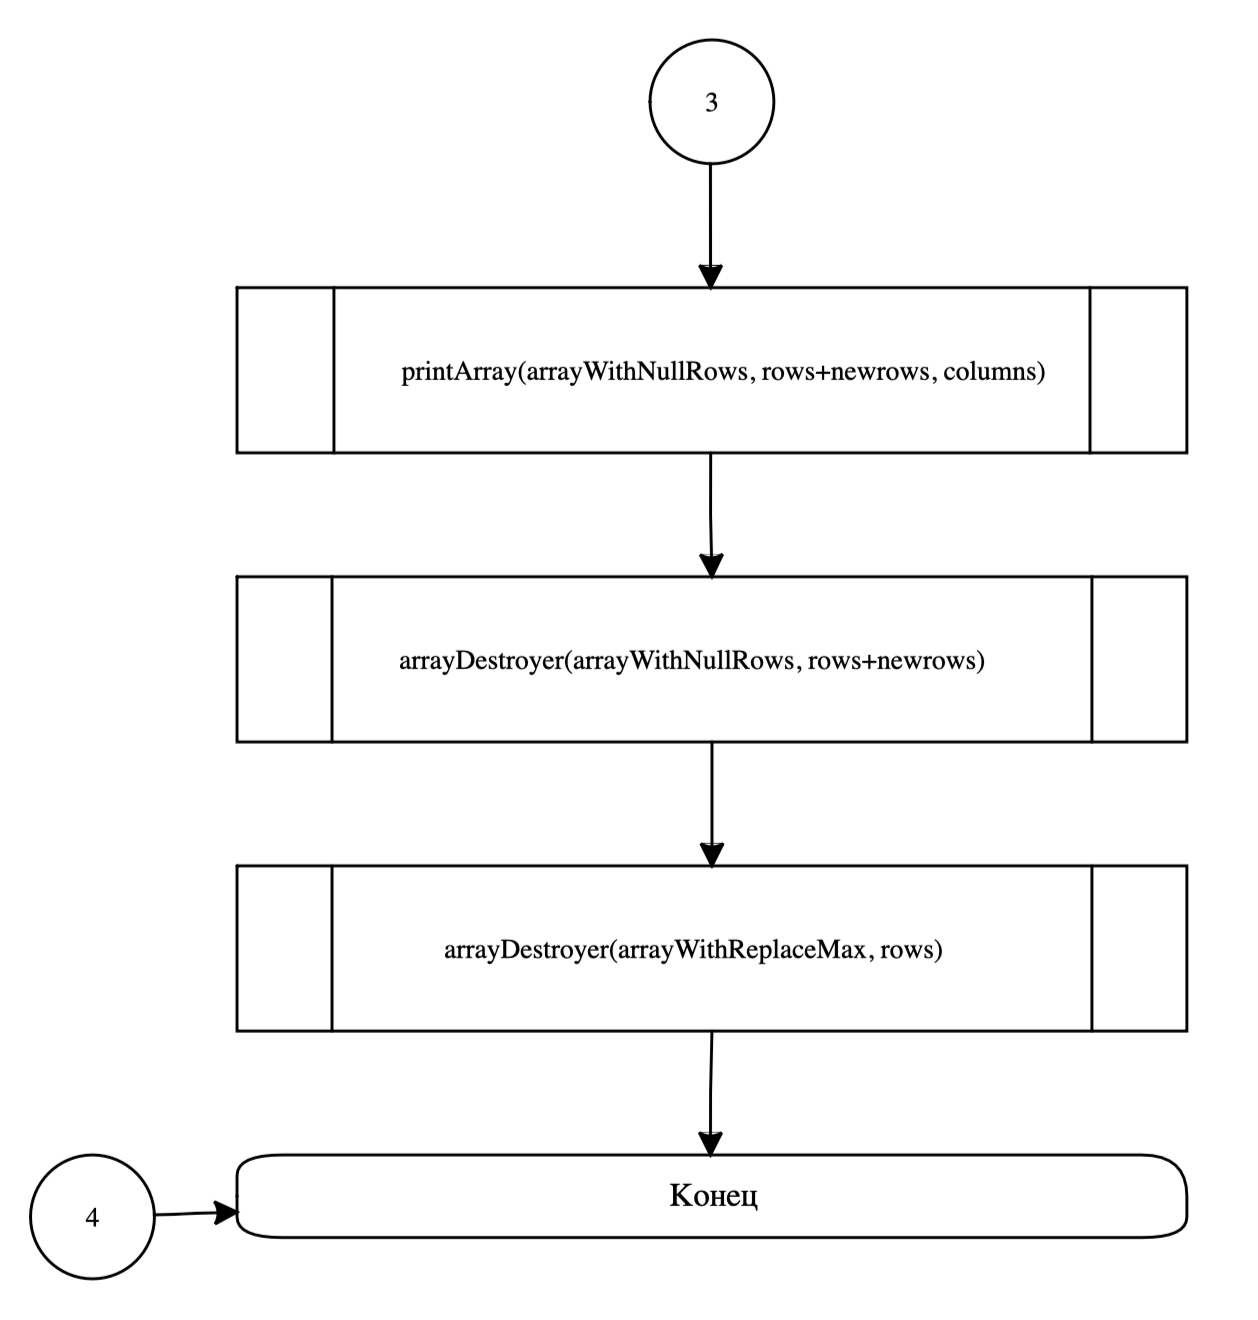 3
printArray(arrayWithNullRows, rows+newrows, columns)
arrayDestroyer(arrayWithNullRows, rows+newrows)
arrayDestroyer(arrayWithReplaceMax, rows)
Конец
4